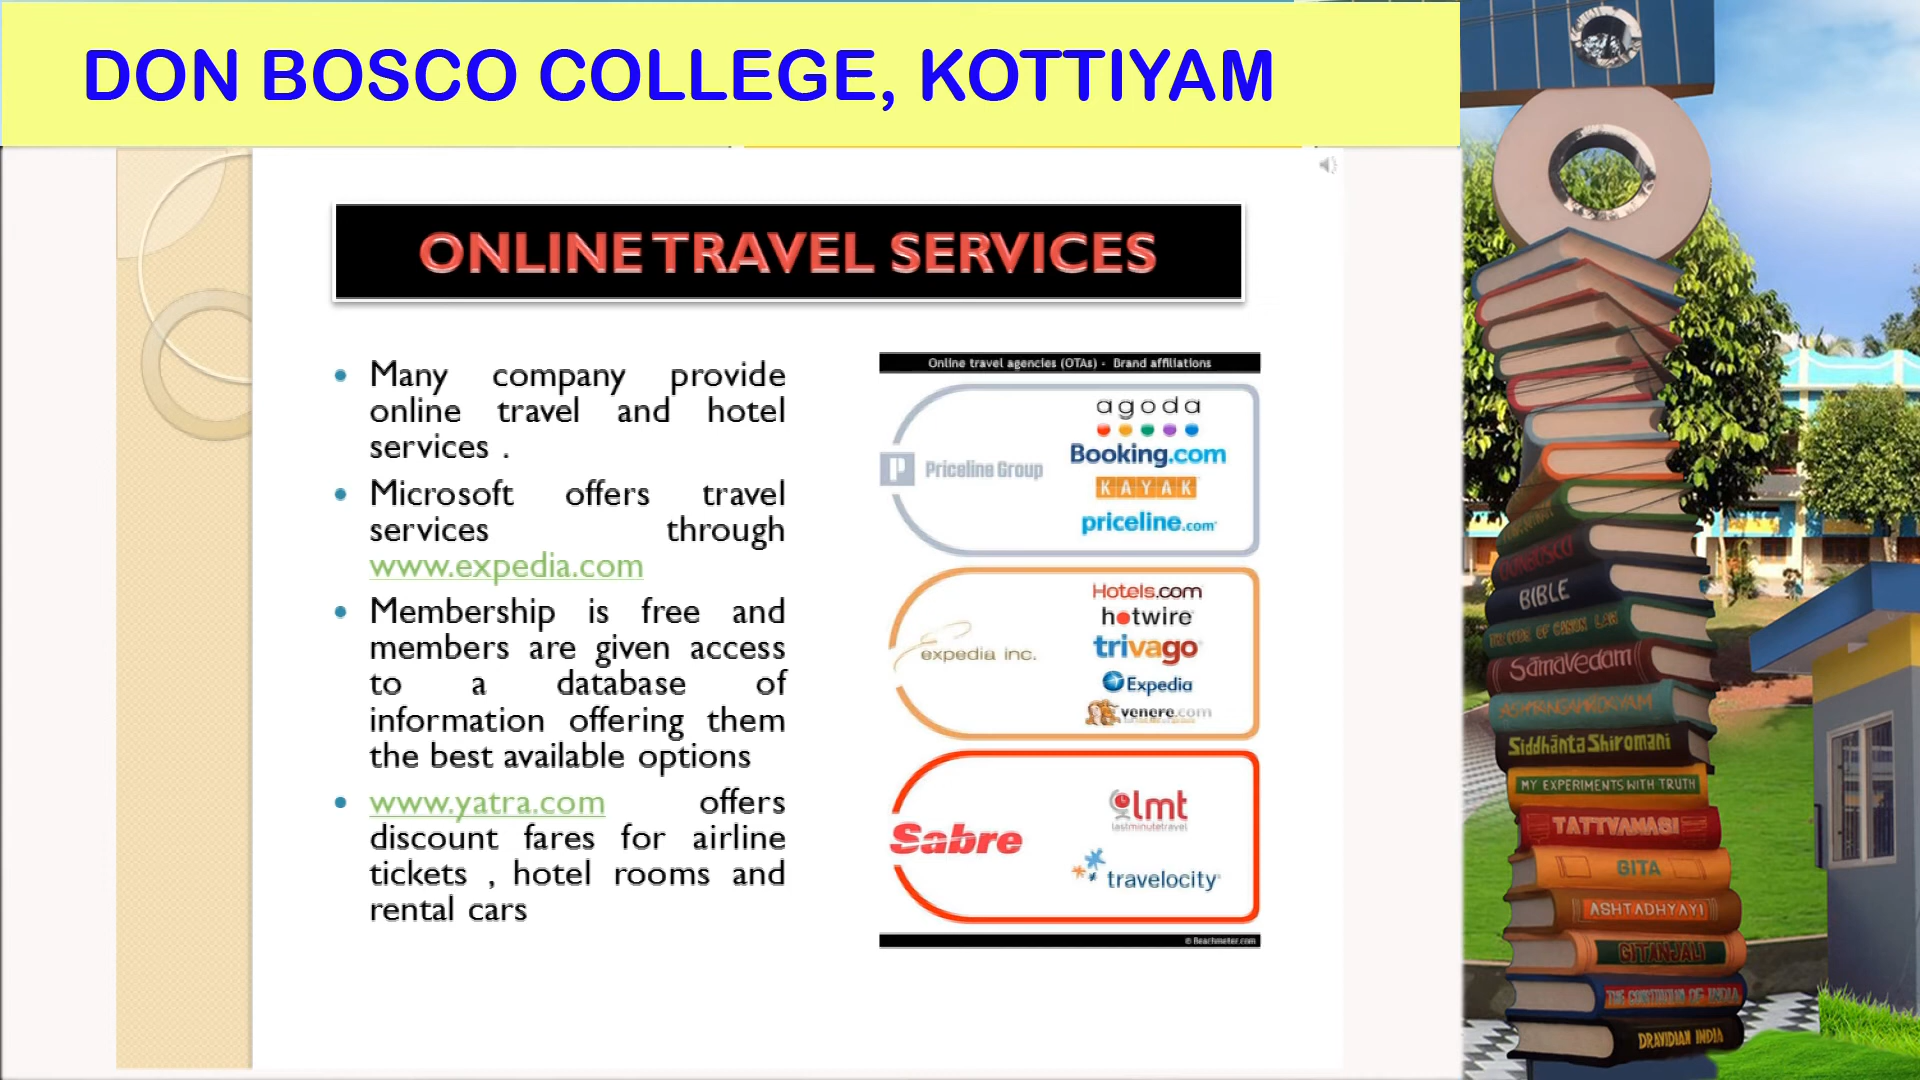 DON BOSCO COLLEGE, KOTTIYAM
ONLINE TRAVEL SERVICES
• Many company provide
online travel and hotel
services .
• Microsoft offers travel
services through
www.expedia.com
• Membership is free and
members are given access
to a database of
information offering them
the best available options
• www.yatra.com offers
discount fares for airline
tickets , hotel rooms and
rental cars
Online travel agencies (OTAs) - Brand affiliations
P Priceline Group
agoda
Booking.com
KAYAK
priceline.com
expedia inc.
Hotels.com
hotwire
trivago
Expedia
venere.com
Sabre
lmt
lastminutetravel
travelocity
© Beachmeter.com
BIBLE
Sāmavedam
Siddhānta Shiromani
MY EXPERIMENTS WITH TRUTH
TATTVAMASI
GITA
ASHTADHYAYI
GITANJALI
THE CONSTITUTION OF INDIA
DRAVIDIAN INDIA